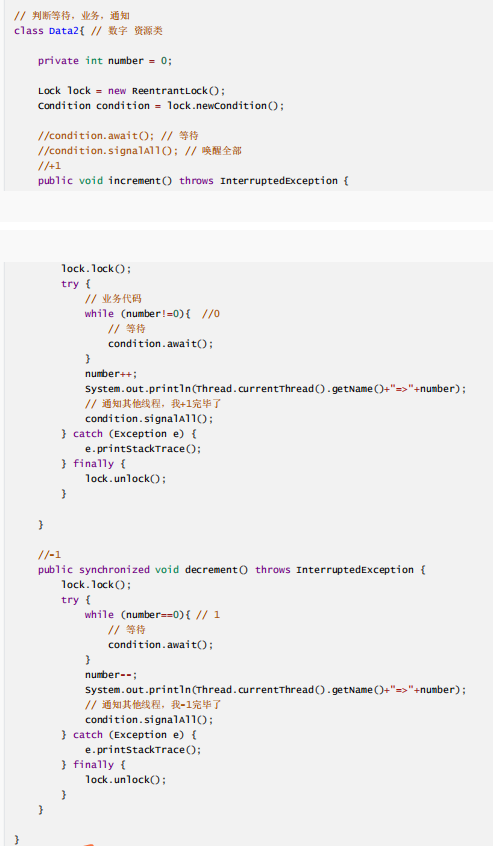 // 判断等待，业务，通知
class Data2{ // 数字 资源类
private int number = 0;
Lock lock = new ReentrantLock();
Condition condition = lock.newCondition();
//condition.await(); // 等待
//condition.signalAll(); // 唤醒全部
//+1
public void increment() throws InterruptedException {
lock.lock();
try {
// 业务代码
while (number!=0){  //0
// 等待
condition.await();
}
number++;
System.out.println(Thread.currentThread().getName()+"=>"+number);
// 通知其他线程，我+1完毕了
condition.signalAll();
} catch (Exception e) {
e.printStackTrace();
} finally {
lock.unlock();
}
}
//-1
public synchronized void decrement() throws InterruptedException {
lock.lock();
try {
while (number==0){ // 1
// 等待
condition.await();
}
number--;
System.out.println(Thread.currentThread().getName()+"=>"+number);
// 通知其他线程，我-1完毕了
condition.signalAll();
} catch (Exception e) {
e.printStackTrace();
} finally {
lock.unlock();
}
}
}